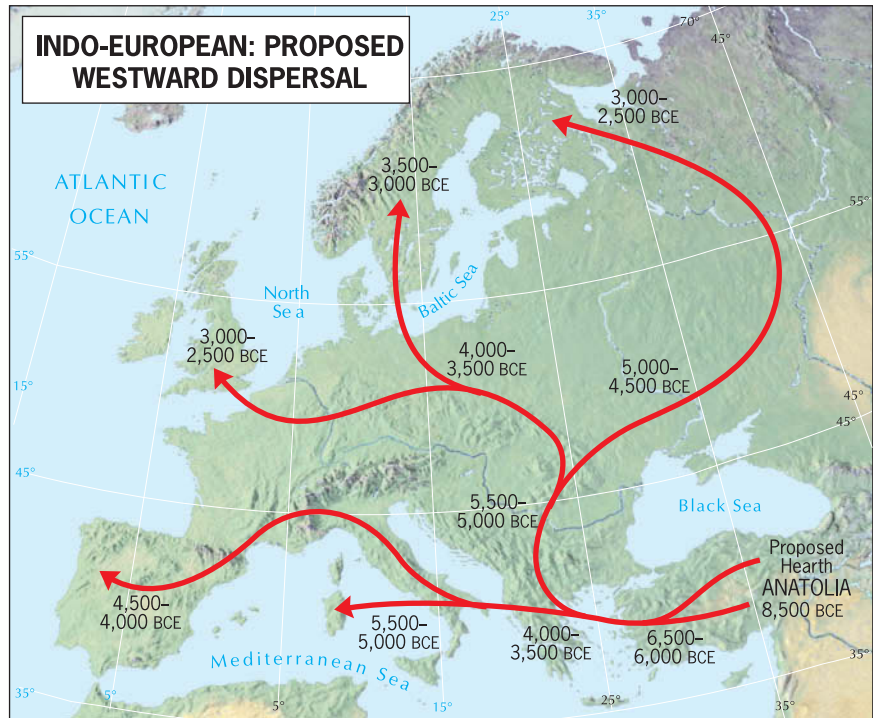 INDO-EUROPEAN: PROPOSED
WESTWARD DISPERSAL
25°
35°
70°
45°
3,000–
2,500 BCE
3,500–
3,000 BCE
ATLANTIC
OCEAN
55°
55°
North
Sea
Baltic Sea
3,000–
2,500 BCE
4,000–
3,500 BCE
5,000–
4,500 BCE
15°
45°
45°
45°
5,500–
5,000 BCE
Black Sea
Proposed
Hearth
ANATOLIA
8,500 BCE
4,500–
4,000 BCE
5,500–
5,000 BCE
4,000–
3,500 BCE
6,500–
6,000 BCE
Mediterranean Sea
35°
35°
5°
5°
15°
25°
35°